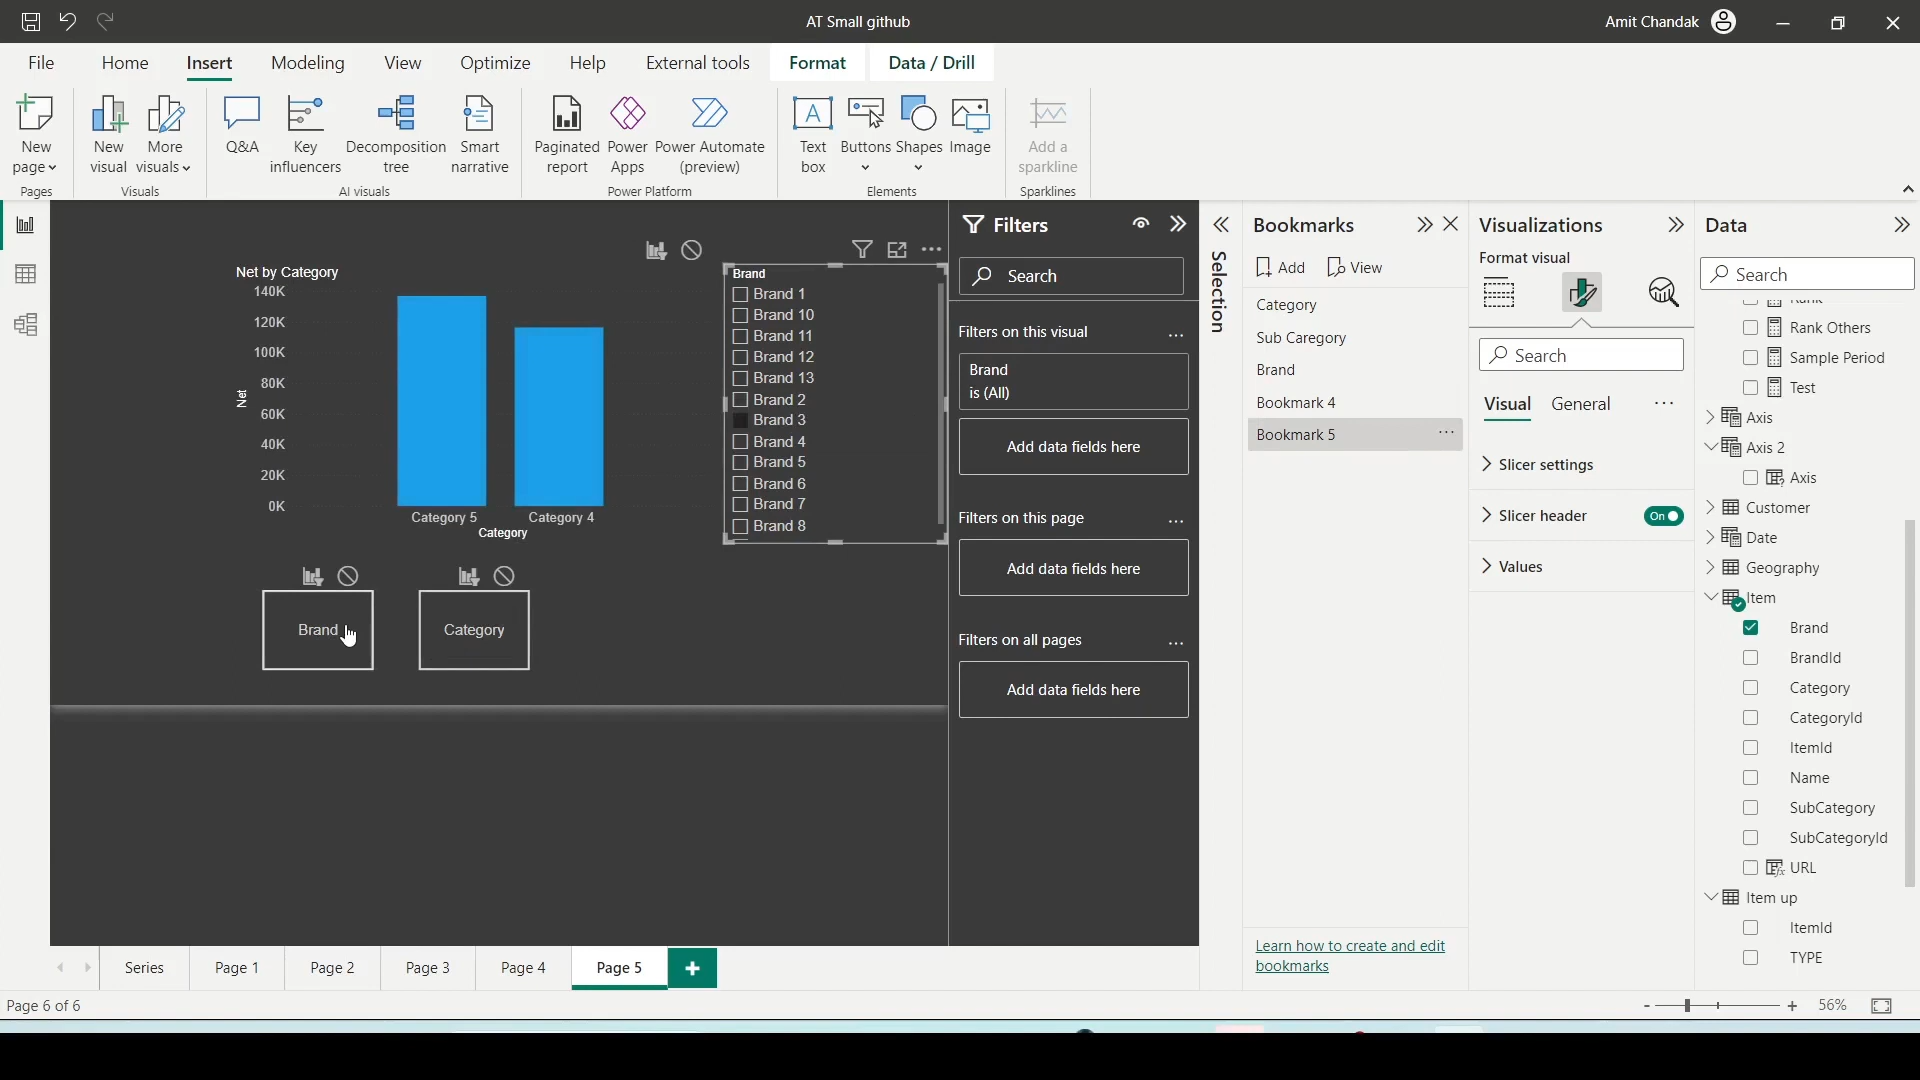 AT Small github
Amit Chandak
File
Home
Insert
Modeling
View
Optimize
Help
External tools
Format
Data / Drill
New
page
New
visual
More
visuals
Q&A
Key
influencers
Decomposition
tree
Smart
narrative
Paginated
report
Power
Apps
Power Automate
(preview)
Text
box
Buttons
Shapes
Image
Add a
sparkline
Pages
Visuals
AI visuals
Power Platform
Elements
Sparklines
Net by Category
140K
120K
100K
80K
60K
40K
20K
0K
Net
Category 5
Category 4
Category
Brand
Brand 1
Brand 10
Brand 11
Brand 12
Brand 13
Brand 2
Brand 3
Brand 4
Brand 5
Brand 6
Brand 7
Brand 8
Brand
Category
Filters
Search
Filters on this visual
...
Brand
is (All)
Add data fields here
Filters on this page
...
Add data fields here
Filters on all pages
...
Add data fields here
Selection
Bookmarks
Add
View
Category
Sub Caregory
Brand
Bookmark 4
Bookmark 5
...
Learn how to create and edit
bookmarks
Visualizations
Format visual
Search
Visual
General
...
Slicer settings
Slicer header
On
Values
Data
Search
Rank
Rank Others
Sample Period
Test
Axis
Axis 2
Axis
Customer
Date
Geography
Item
Brand
BrandId
Category
CategoryId
ItemId
Name
SubCategory
SubCategoryId
URL
Item up
ItemId
TYPE
Series
Page 1
Page 2
Page 3
Page 4
Page 5
Page 6 of 6
- + 56%